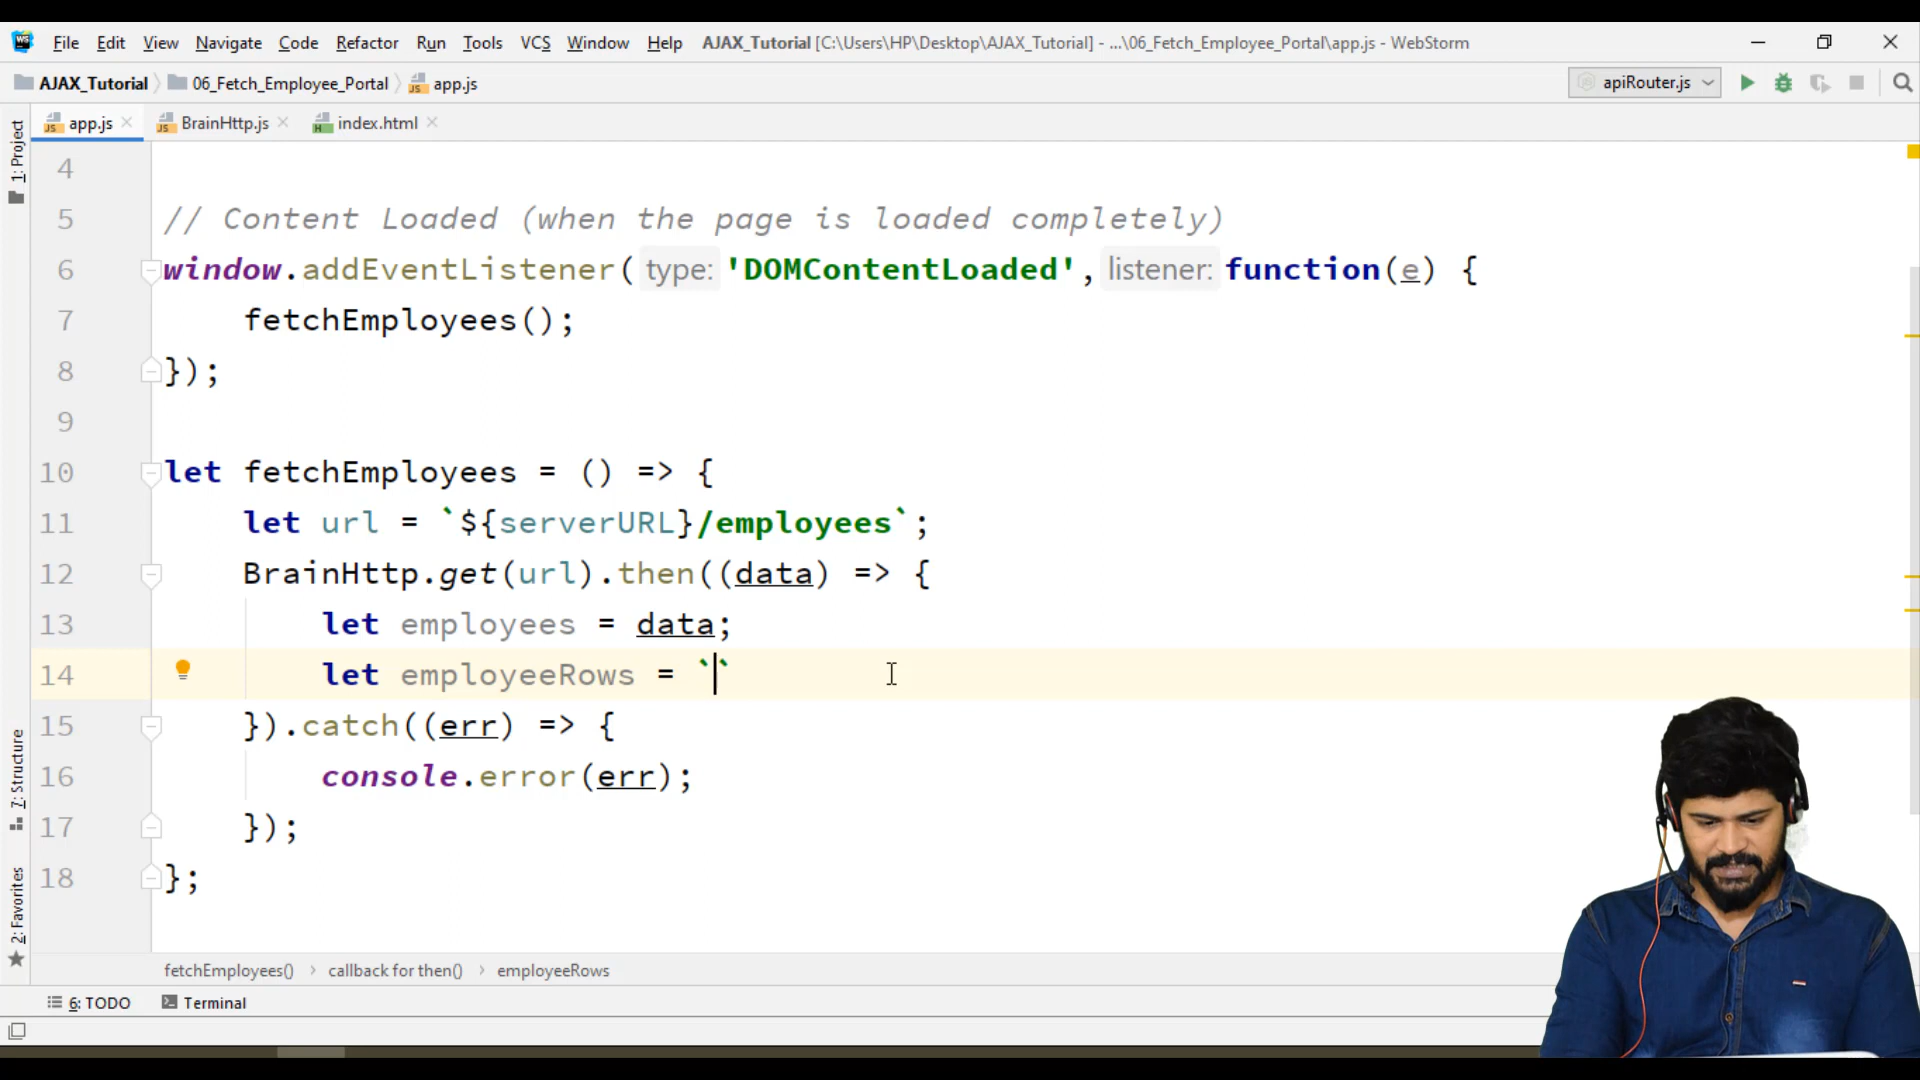 WS File Edit View Navigate Code Refactor Run Tools VCS Window Help AJAX_Tutorial [C:\Users\HP\Desktop\AJAX_Tutorial] - ...\06_Fetch_Employee_Portal\app.js - WebStorm
AJAX_Tutorial 06_Fetch_Employee_Portal JS app.js apiRouter.js
JS app.js JS BrainHttp.js H index.html
1: Project
7: Structure
2: Favorites
4
5 // Content Loaded (when the page is loaded completely)
6 window.addEventListener( type: 'DOMContentLoaded', listener: function(e) {
7 fetchEmployees();
8 });
9
10 let fetchEmployees = () => {
11 let url = `${serverURL}/employees`;
12 BrainHttp.get(url).then((data) => {
13 let employees = data;
14 let employeeRows = ``
15 }).catch((err) => {
16 console.error(err);
17 });
18 };
fetchEmployees() › callback for then() › employeeRows
6: TODO Terminal